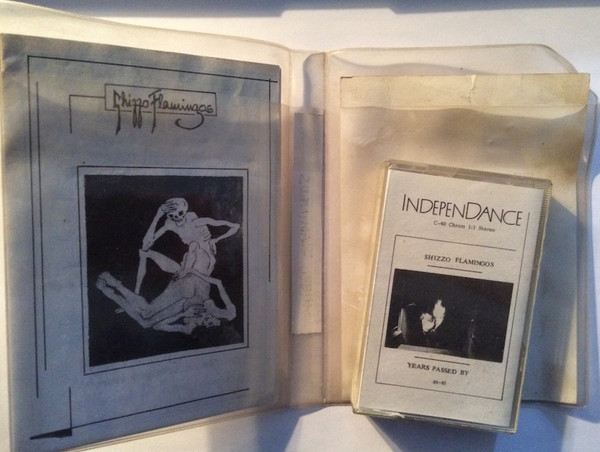 Shizzo Flamingos
INDEPENDANCE
C-46 Chrom 1:1 Stereo
SHIZZO FLAMINGOS
YEARS PASSED BY